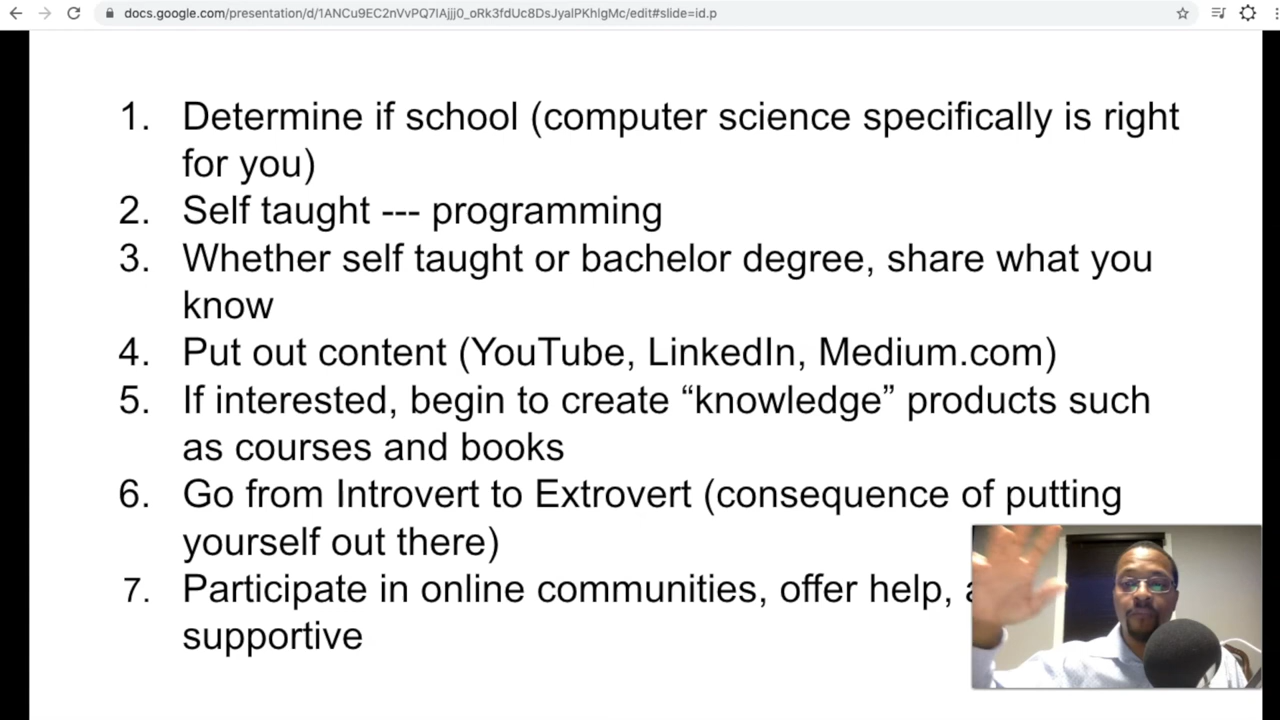 docs.google.com/presentation/d/1ANCu9EC2nVvPQ7lAjjj0_oRk3fdUc8DsJyalPKhlgMc/edit#slide=id.p
1. Determine if school (computer science specifically is right
for you)
2. Self taught --- programming
3. Whether self taught or bachelor degree, share what you
know
4. Put out content (YouTube, LinkedIn, Medium.com)
5. If interested, begin to create “knowledge” products such
as courses and books
6. Go from Introvert to Extrovert (consequence of putting
yourself out there)
7. Participate in online communities, offer help,
supportive